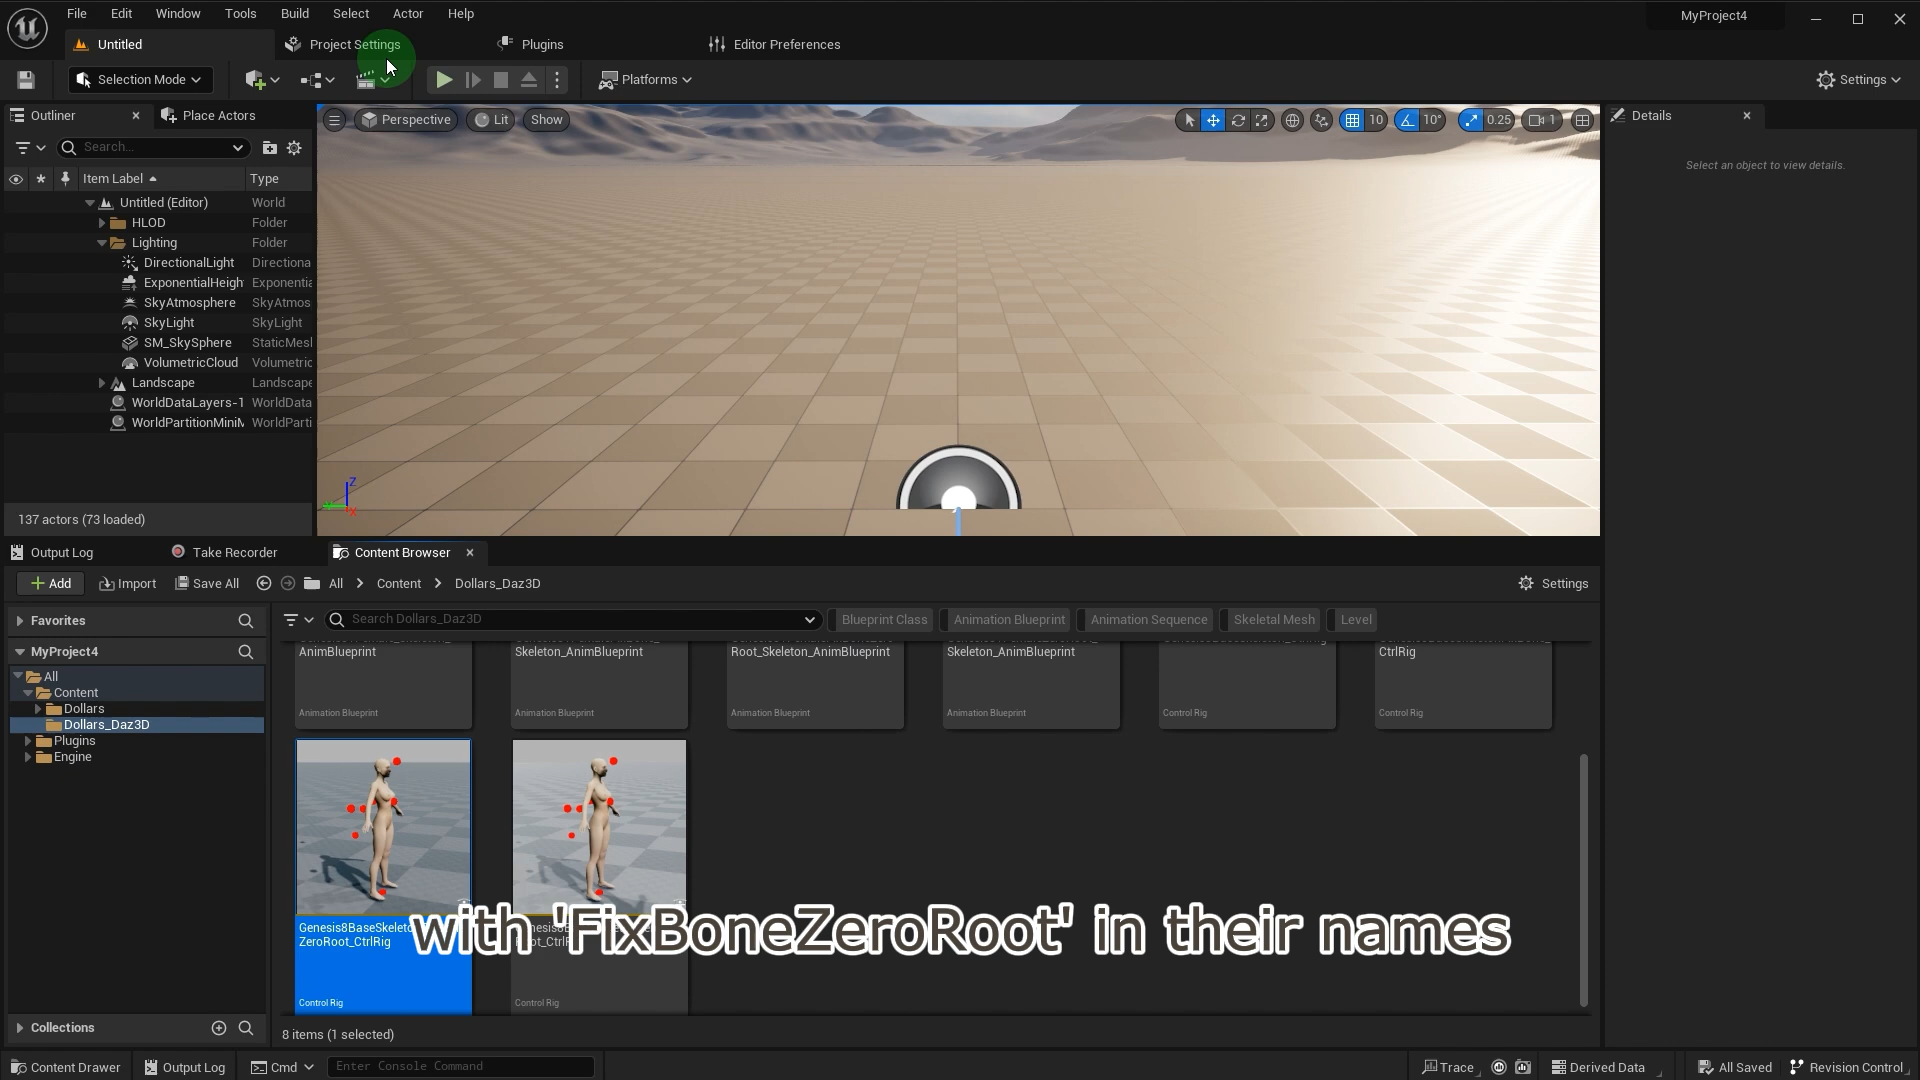 File Edit Window Tools Build Select Actor Help
MyProject4
Untitled
Project Settings
Plugins
Editor Preferences
Selection Mode
Platforms
Settings
Outliner
Place Actors
Perspective
Lit
Show
10
10°
0.25
1
Details
Search...
Item Label
Type
Select an object to view details.
Untitled (Editor) World
HLOD Folder
Lighting Folder
DirectionalLight Directiona
ExponentialHeigh Exponentia
SkyAtmosphere SkyAtmos
SkyLight SkyLight
SM_SkySphere StaticMesl
VolumetricCloud Volumetric
Landscape Landscape
WorldDataLayers-1 WorldData
WorldPartitionMiniM WorldParti
Z
X
137 actors (73 loaded)
Output Log
Take Recorder
Content Browser
Add
Import
Save All
All
Content
Dollars_Daz3D
Settings
Favorites
Search Dollars_Daz3D
Blueprint Class
Animation Blueprint
Animation Sequence
Skeletal Mesh
Level
MyProject4
All
Content
Dollars
Dollars_Daz3D
Plugins
Engine
AnimBlueprint
Skeleton_AnimBlueprint
Root_Skeleton_AnimBlueprint
Skeleton_AnimBlueprint
CtrlRig
Animation Blueprint
Animation Blueprint
Animation Blueprint
Animation Blueprint
Control Rig
Control Rig
Genesis8BaseSkeleto
ZeroRoot_CtrlRig
Control Rig
Control Rig
with 'FixBoneZeroRoot' in their names
Collections
8 items (1 selected)
Content Drawer
Output Log
Cmd
Enter Console Command
Trace
Derived Data
All Saved
Revision Control